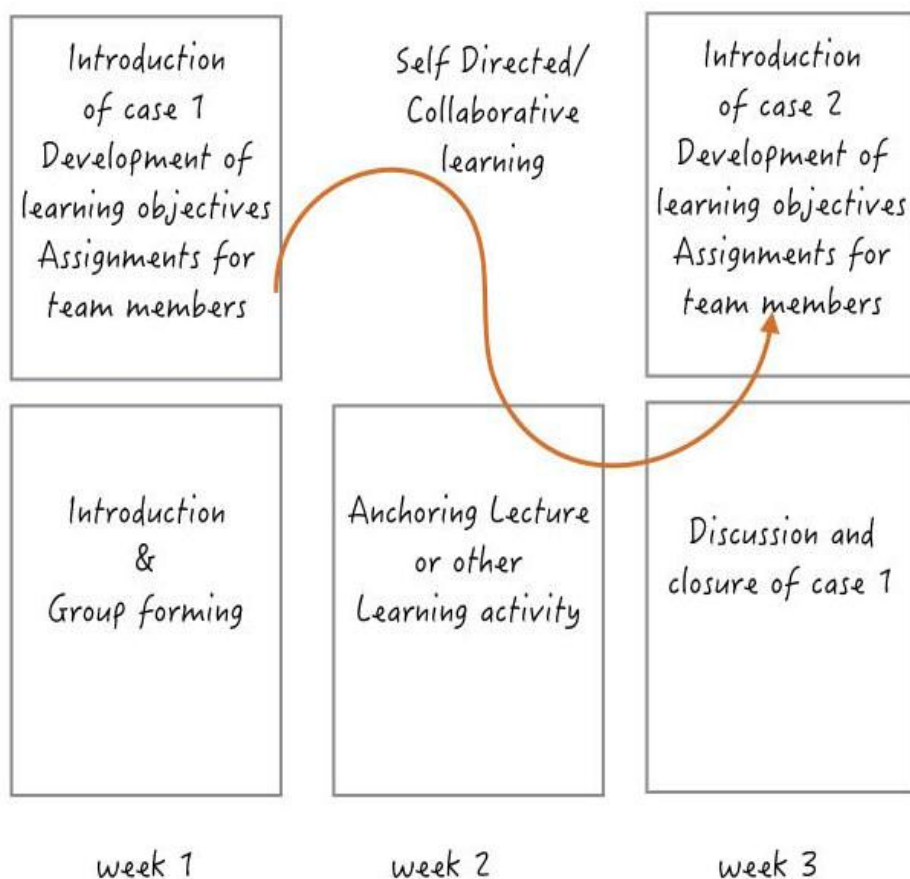 Introduction
of case 1
Development of
learning objectives
Assignments for
team members
Self Directed/
Collaborative
learning
Introduction
of case 2
Development of
learning objectives
Assignments for
team members
Introduction
&
Group forming
Anchoring Lecture
or other
Learning activity
Discussion and
closure of case 1
week 1
week 2
week 3